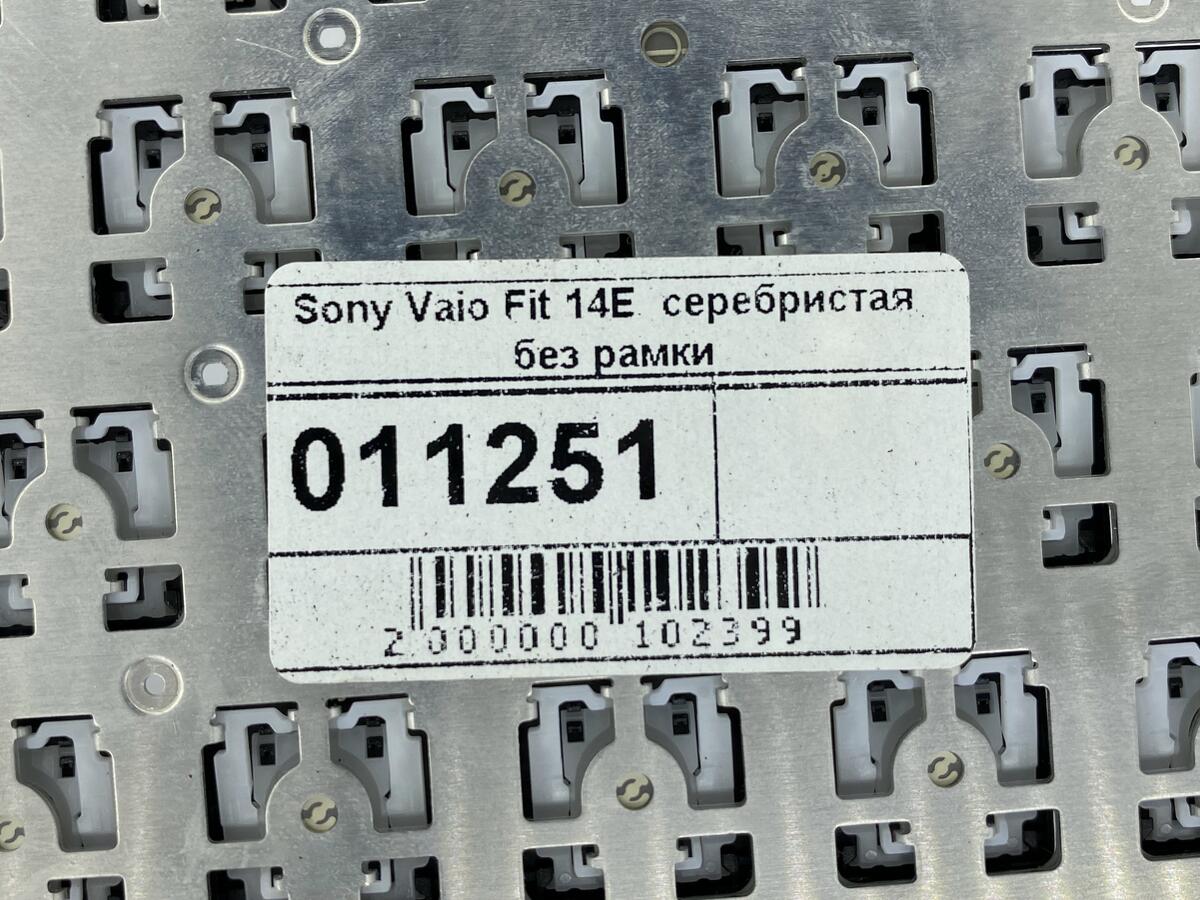 Sony Vaio Fit 14E серебристая
без рамки
011251
2 000000 102399